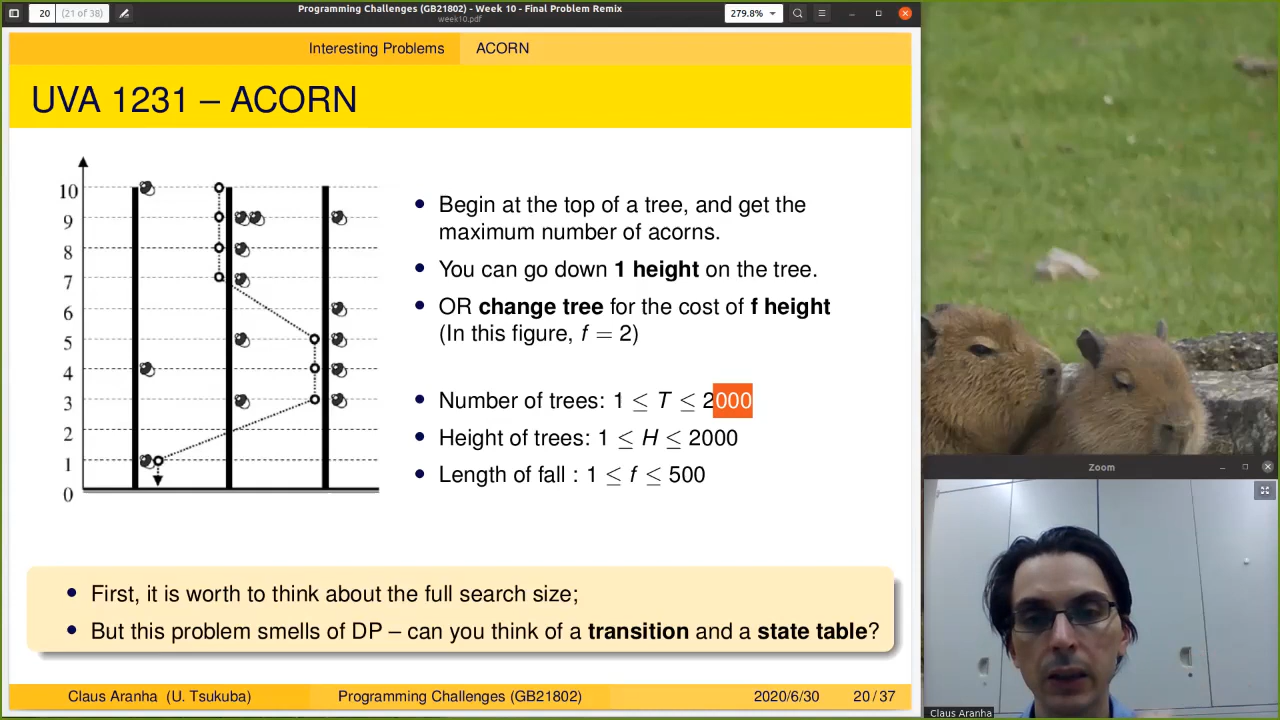 20 (21 of 38)
Programming Challenges (GB21802) - Week 10 - Final Problem Remix
week10.pdf
279.8%
Interesting Problems ACORN
UVA 1231 – ACORN
10
9
8
7
6
5
4
3
2
1
0
Begin at the top of a tree, and get the
maximum number of acorns.
You can go down 1 height on the tree.
OR change tree for the cost of f height
(In this figure, f = 2)
Number of trees: 1 ≤ T ≤ 2000
Height of trees: 1 ≤ H ≤ 2000
Length of fall : 1 ≤ f ≤ 500
First, it is worth to think about the full search size;
But this problem smells of DP – can you think of a transition and a state table?
Claus Aranha (U. Tsukuba) Programming Challenges (GB21802) 2020/6/30 20 / 37
Zoom
Claus Aranha